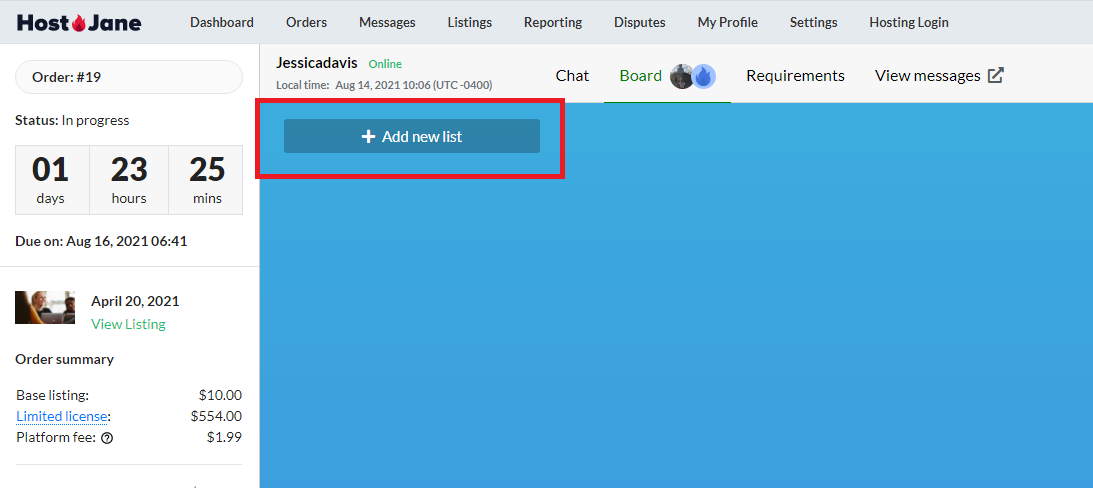 Host Jane
Dashboard Orders Messages Listings Reporting Disputes My Profile Settings Hosting Login
Order: #19
Status: In progress
01 23 25
days hours mins
Due on: Aug 16, 2021 06:41
April 20, 2021
View Listing
Order summary
Base listing: $10.00
Limited license: $554.00
Platform fee: $1.99
Jessicadavis Online
Local time: Aug 14, 2021 10:06 (UTC -0400)
Chat Board Requirements View messages
+ Add new list